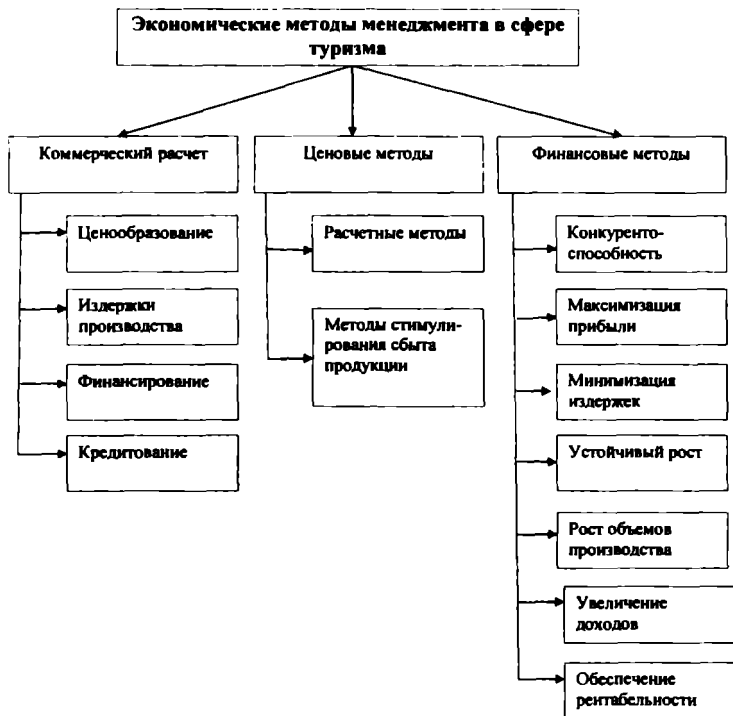 Экономические методы менеджмента в сфере
туризма
Коммерческий расчет
Ценовые методы
Финансовые методы
Ценообразование
Издержки
производства
Финансирование
Кредитование
Расчетные методы
Методы стимули-
рования сбыта
продукции
Конкуренто-
способность
Максимизация
прибыли
Минимизация
издержек
Устойчивый рост
Рост объемов
производства
Увеличение
доходов
Обеспечение
рентабельности